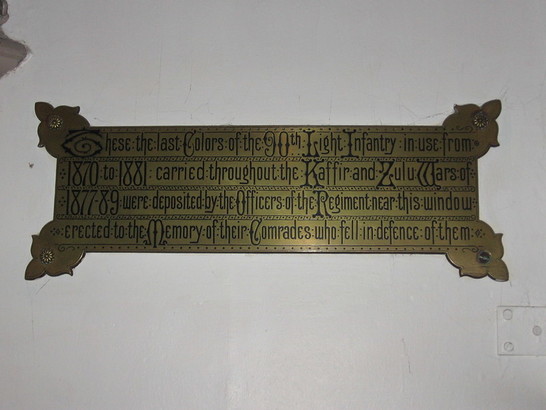 These the last Colors of the 90th Light Infantry in use from
1870 to 1881 carried throughout the Kaffir and Zulu Wars of
1877-89 were deposited by the Officers of the Regiment near this window
erected to the Memory of their Comrades who fell in defence of them